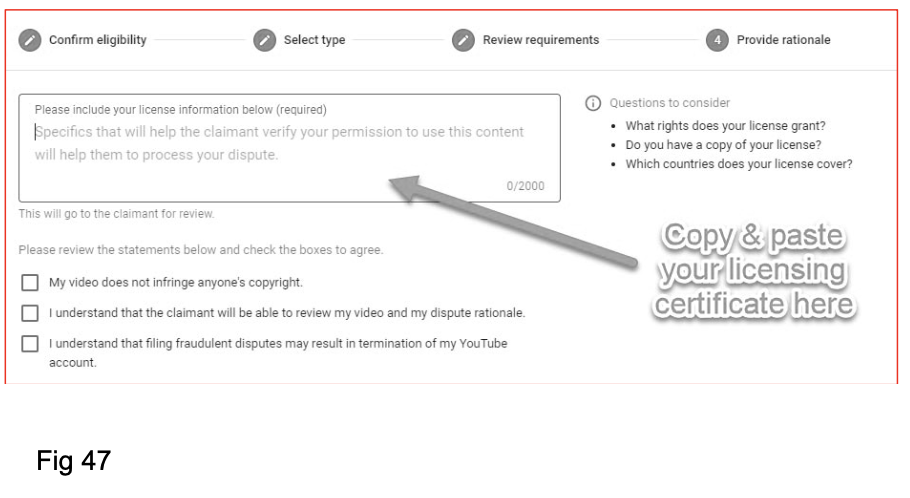 Confirm eligibility
Select type
Review requirements
4 Provide rationale
Please include your license information below (required)
Specifics that will help the claimant verify your permission to use this content
will help them to process your dispute.
0/2000
This will go to the claimant for review.
Questions to consider
• What rights does your license grant?
• Do you have a copy of your license?
• Which countries does your license cover?
Copy & paste
your licensing
certificate here
Please review the statements below and check the boxes to agree.
My video does not infringe anyone's copyright.
I understand that the claimant will be able to review my video and my dispute rationale.
I understand that filing fraudulent disputes may result in termination of my YouTube
account.
Fig 47